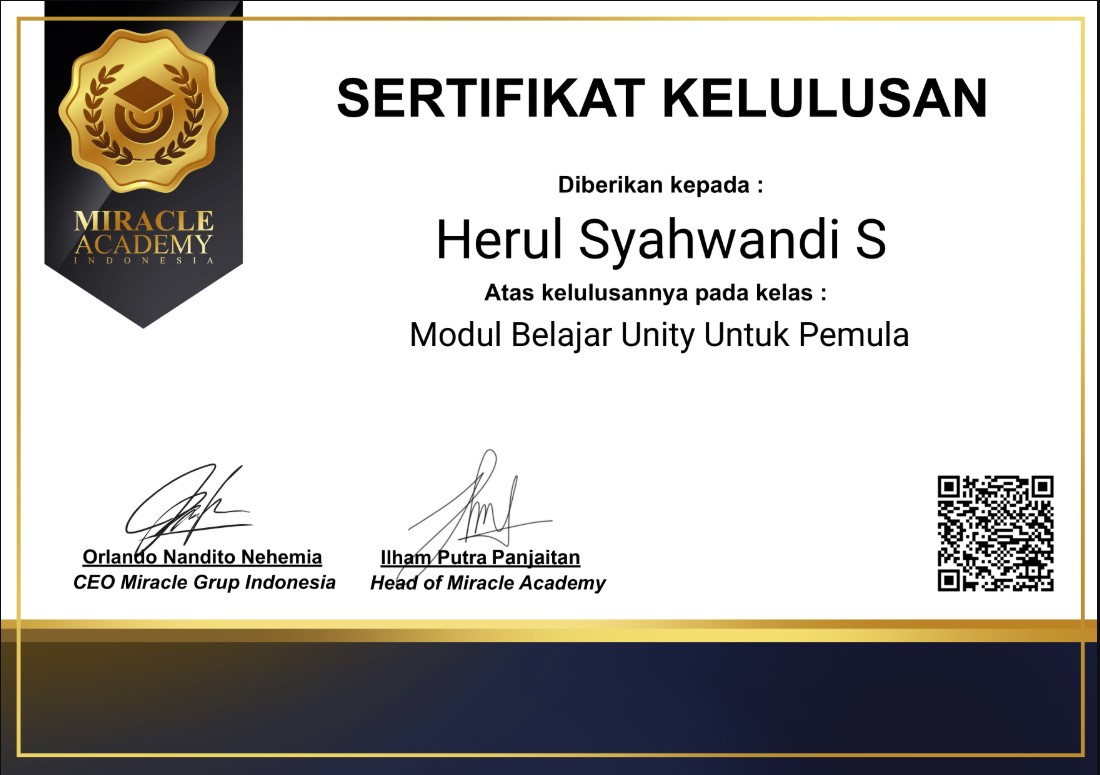 MIRACLE
ACADEMY
INDONESIA
SERTIFIKAT KELULUSAN
Diberikan kepada :
Herul Syahwandi S
Atas kelulusannya pada kelas :
Modul Belajar Unity Untuk Pemula
Orlando Nandito Nehemia
CEO Miracle Grup Indonesia
Ilham Putra Panjaitan
Head of Miracle Academy